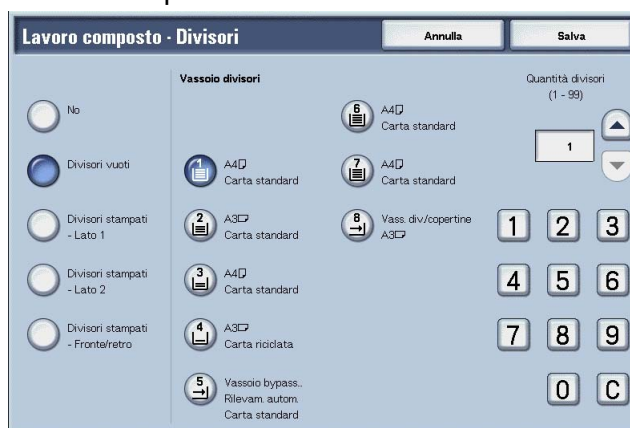 Lavoro composto - Divisori
Annulla
Salva
No
Divisori vuoti
Divisori stampati
- Lato 1
Divisori stampati
- Lato 2
Divisori stampati
- Fronte/retro
Vassoio divisori
1
A4
Carta standard
2
A3
Carta standard
3
A4
Carta standard
4
A3
Carta riciclata
5
Vassoio bypass..
Rilevam. autom.
Carta standard
6
A4
Carta standard
7
A4
Carta standard
8
Vass. div/copertine
A3
Quantità divisori
(1 - 99)
1
1 2 3
4 5 6
7 8 9
0 C